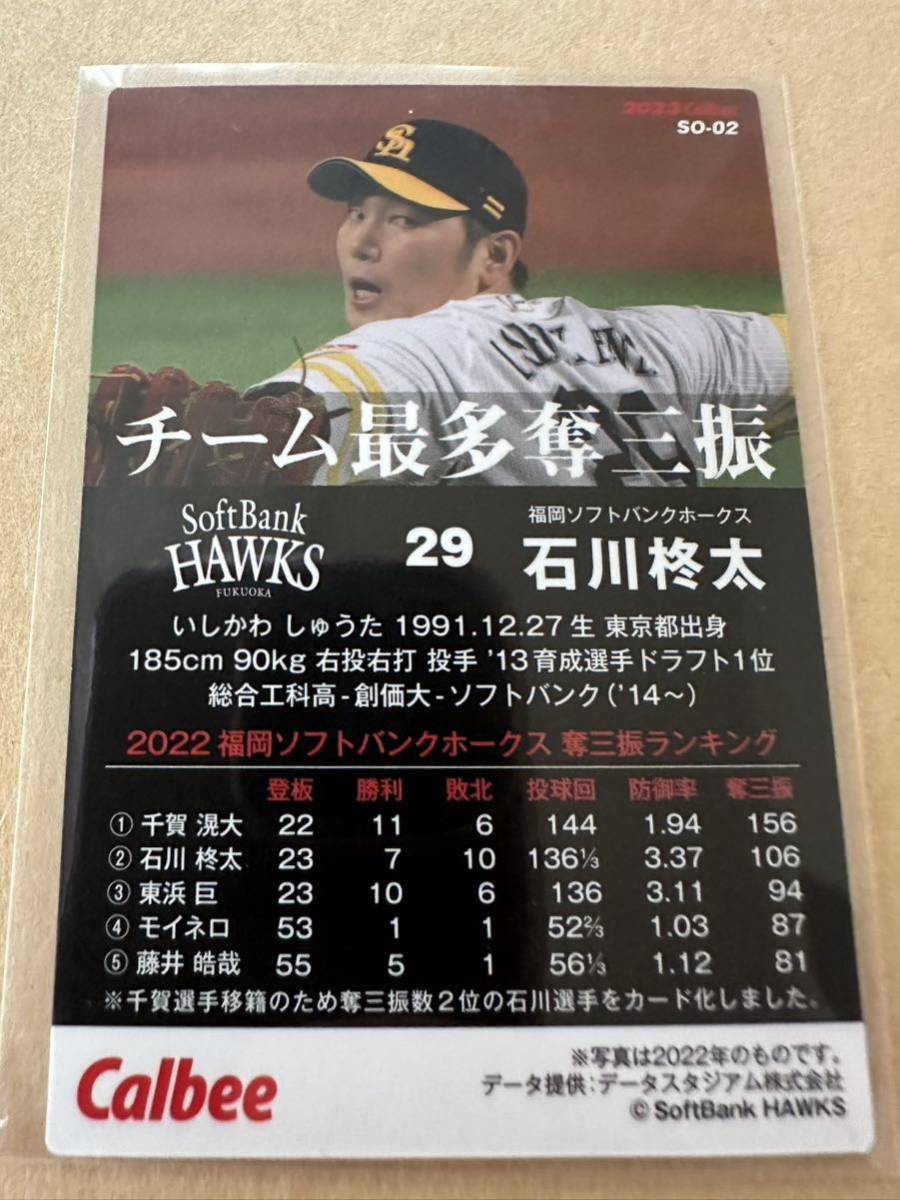 2023 Calbee
SO-02
チーム最多奪三振
SoftBank
HAWKS
FUKUOKA
29
福岡ソフトバンクホークス
石川柊太
いしかわ しゅうた 1991.12.27生 東京都出身
185cm 90kg 右投右打 投手 '13育成選手ドラフト1位
総合工科高-創価大-ソフトバンク('14〜)
2022 福岡ソフトバンクホークス 奪三振ランキング
登板 勝利 敗北 投球回 防御率 奪三振
① 千賀 滉大 22 11 6 144 1.94 156
② 石川 柊太 23 7 10 136⅓ 3.37 106
③ 東浜 巨 23 10 6 136 3.11 94
④ モイネロ 53 1 1 52⅔ 1.03 87
⑤ 藤井 皓哉 55 5 1 56⅓ 1.12 81
※千賀選手移籍のため奪三振数2位の石川選手をカード化しました。
Calbee
※写真は2022年のものです。
データ提供:データスタジアム株式会社
© SoftBank HAWKS